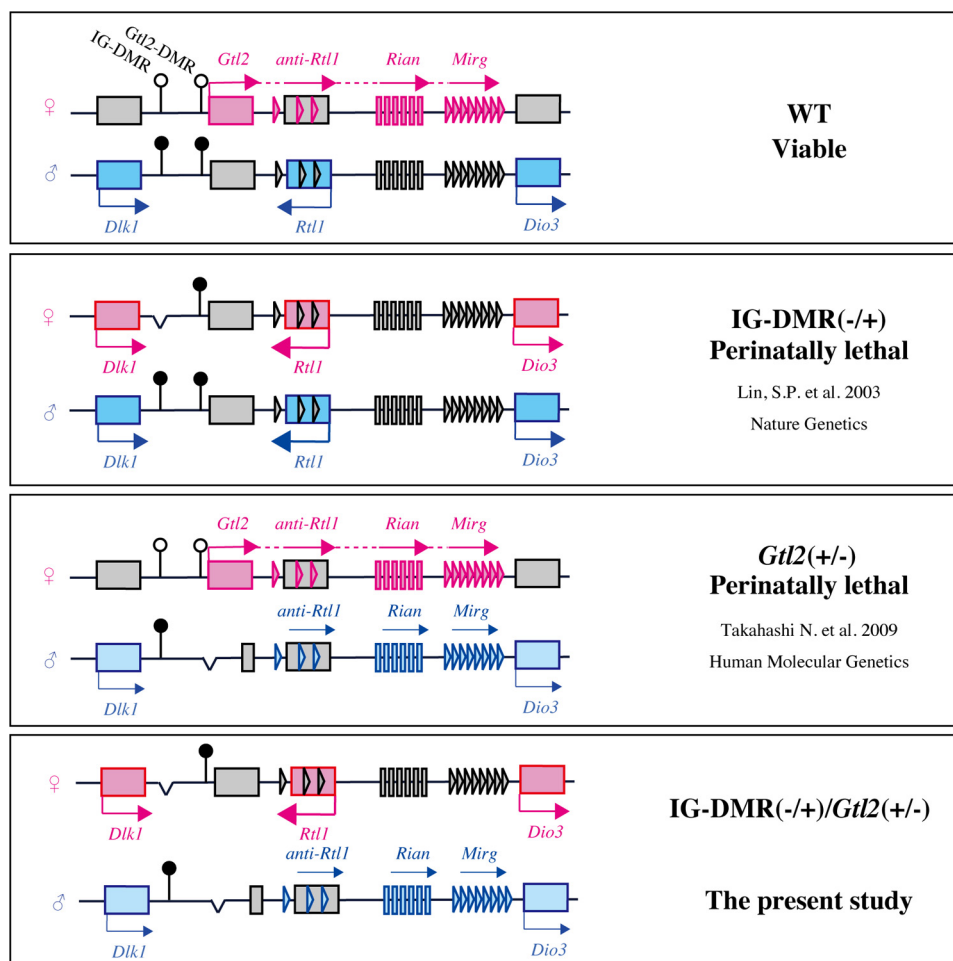 IG-DMR
Gtl2-DMR
Gtl2 anti-Rtl1 Rian Mirg
♀
♂
Dlk1 Rtl1 Dio3
WT
Viable
♀
Dlk1 Rtl1 Dio3
♂
Dlk1 Rtl1 Dio3
IG-DMR(-/+)
Perinatally lethal
Lin, S.P. et al. 2003
Nature Genetics
Gtl2 anti-Rtl1 Rian Mirg
♀
anti-Rtl1 Rian Mirg
♂
Dlk1 Dio3
Gtl2(+/-)
Perinatally lethal
Takahashi N. et al. 2009
Human Molecular Genetics
♀
Dlk1 Rtl1 Dio3
anti-Rtl1 Rian Mirg
♂
Dlk1 Dio3
IG-DMR(-/+)/Gtl2(+/-)
The present study